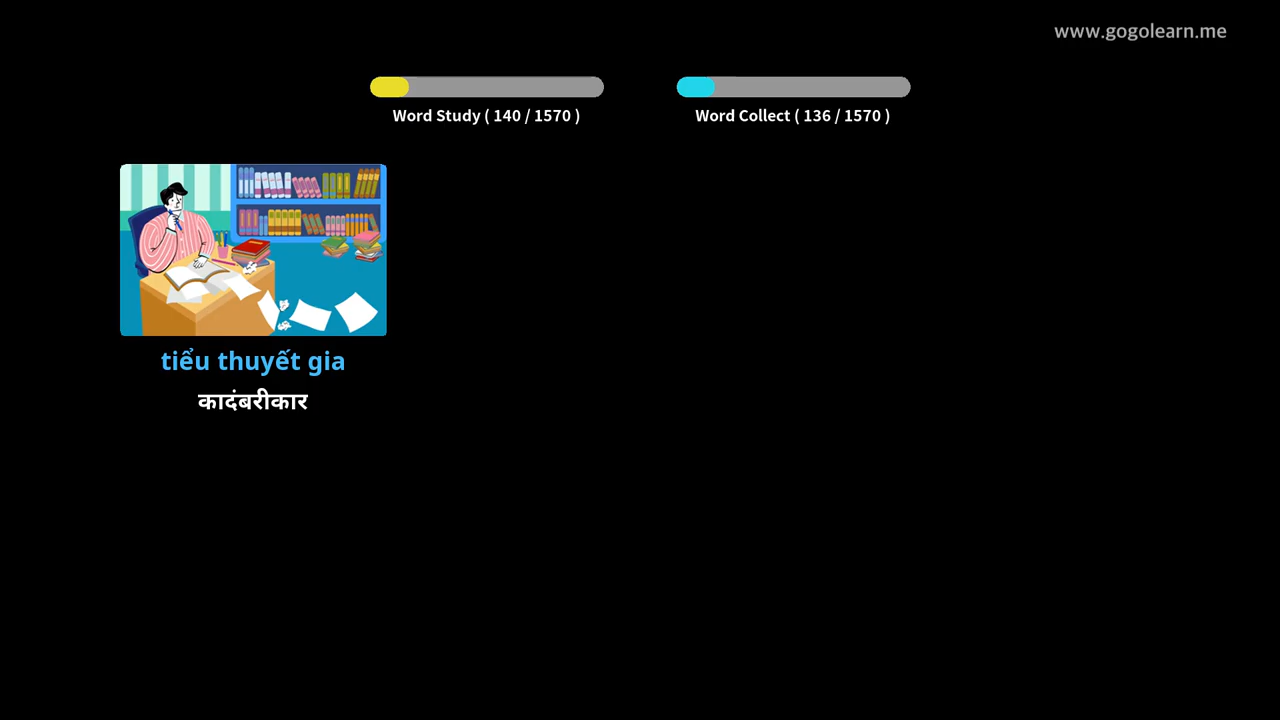 www.gogolearn.me
Word Study ( 140 / 1570 )
Word Collect ( 136 / 1570 )
tiểu thuyết gia
कादंबरीकार